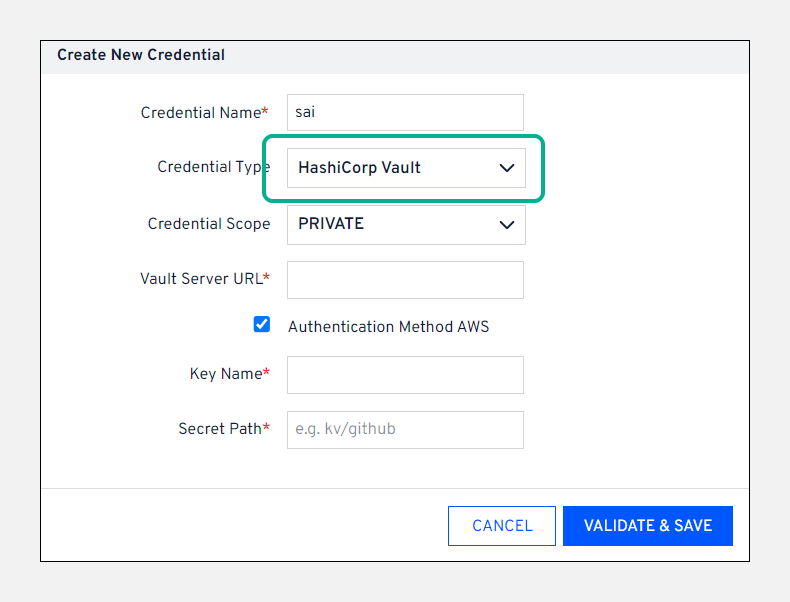 Create New Credential
Credential Name* sai
Credential Type HashiCorp Vault
Credential Scope PRIVATE
Vault Server URL*
Authentication Method AWS
Key Name*
Secret Path* e.g. kv/github
CANCEL VALIDATE & SAVE